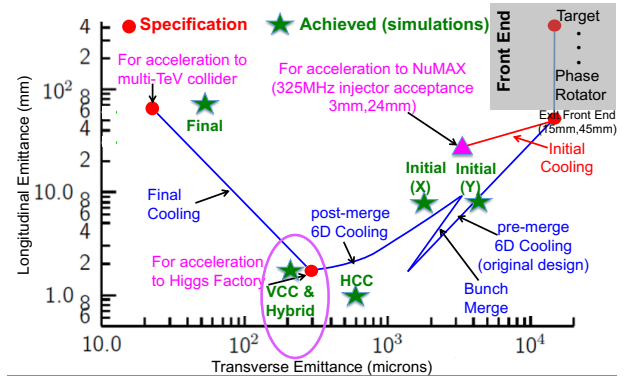 Specification
Achieved (simulations)
Front End
Target
Phase
Rotator
Exit Front End
(15mm,45mm)
For acceleration to
multi-TeV collider
For acceleration to NuMAX
(325MHz injector acceptance
3mm,24mm)
Final
Initial
Cooling
Initial
(X)
Initial
(Y)
Final
Cooling
post-merge
6D Cooling
pre-merge
6D Cooling
(original design)
For acceleration
to Higgs Factory
VCC &
Hybrid
HCC
Bunch
Merge
Longitudinal Emittance (mm)
4
2
10²
8
6
4
2
10.0
8
6
4
2
1.0
8
6
10.0
10²
10³
10⁴
Transverse Emittance (microns)